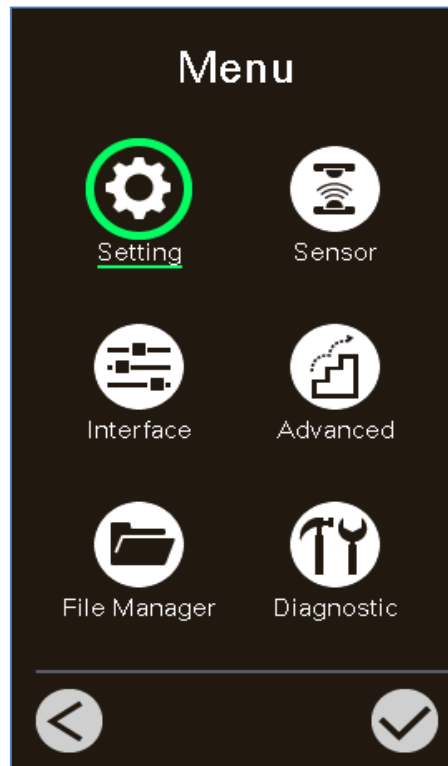 Menu
Setting
Sensor
Interface
Advanced
File Manager
Diagnostic